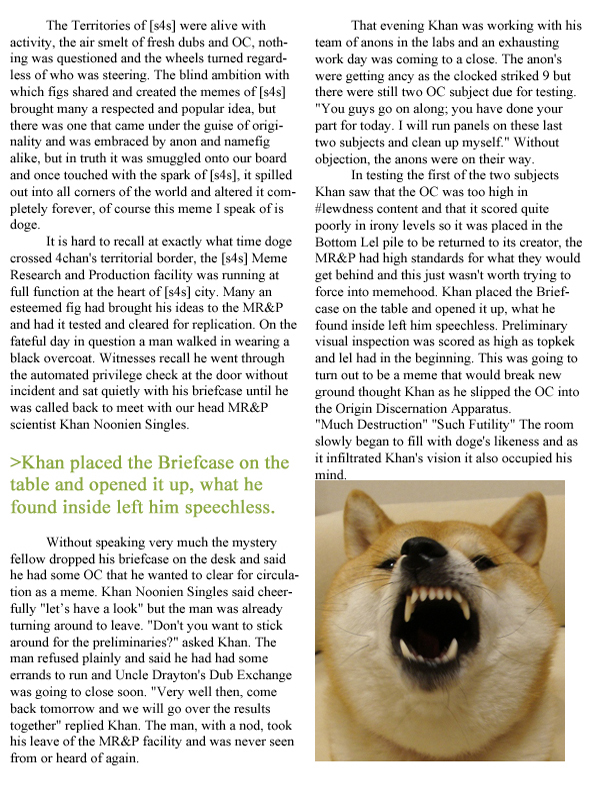 The Territories of [s4s] were alive with
activity, the air smelt of fresh dubs and OC, noth-
ing was questioned and the wheels turned regard-
less of who was steering. The blind ambition with
which figs shared and created the memes of [s4s]
brought many a respected and popular idea, but
there was one that came under the guise of origi-
nality and was embraced by anon and namefig
alike, but in truth it was smuggled onto our board
and once touched with the spark of [s4s], it spilled
out into all corners of the world and altered it com-
pletely forever, of course this meme I speak of is
doge.
It is hard to recall at exactly what time doge
crossed 4chan's territorial border, the [s4s] Meme
Research and Production facility was running at
full function at the heart of [s4s] city. Many an
esteemed fig had brought his ideas to the MR&P
and had it tested and cleared for replication. On the
fateful day in question a man walked in wearing a
black overcoat. Witnesses recall he went through
the automated privilege check at the door without
incident and sat quietly with his briefcase until he
was called back to meet with our head MR&P
scientist Khan Noonien Singles.
>Khan placed the Briefcase on the
table and opened it up, what he
found inside left him speechless.
Without speaking very much the mystery
fellow dropped his briefcase on the desk and said
he had some OC that he wanted to clear for circula-
tion as a meme. Khan Noonien Singles said cheer-
fully "let's have a look" but the man was already
turning around to leave. "Don't you want to stick
around for the preliminaries?" asked Khan. The
man refused plainly and said he had had some
errands to run and Uncle Drayton's Dub Exchange
was going to close soon. "Very well then, come
back tomorrow and we will go over the results
together" replied Khan. The man, with a nod, took
his leave of the MR&P facility and was never seen
from or heard of again.
That evening Khan was working with his
team of anons in the labs and an exhausting
work day was coming to a close. The anon's
were getting ancy as the clocked striked 9 but
there were still two OC subject due for testing.
"You guys go on along; you have done your
part for today. I will run panels on these last
two subjects and clean up myself." Without
objection, the anons were on their way.
In testing the first of the two subjects
Khan saw that the OC was too high in
#lewdness content and that it scored quite
poorly in irony levels so it was placed in the
Bottom Lel pile to be returned to its creator, the
MR&P had high standards for what they would
get behind and this just wasn't worth trying to
force into memehood. Khan placed the Brief-
case on the table and opened it up, what he
found inside left him speechless. Preliminary
visual inspection was scored as high as topkek
and lel had in the beginning. This was going to
turn out to be a meme that would break new
ground thought Khan as he slipped the OC into
the Origin Discernation Apparatus.
"Much Destruction" "Such Futility" The room
slowly began to fill with doge's likeness and as
it infiltrated Khan's vision it also occupied his
mind.